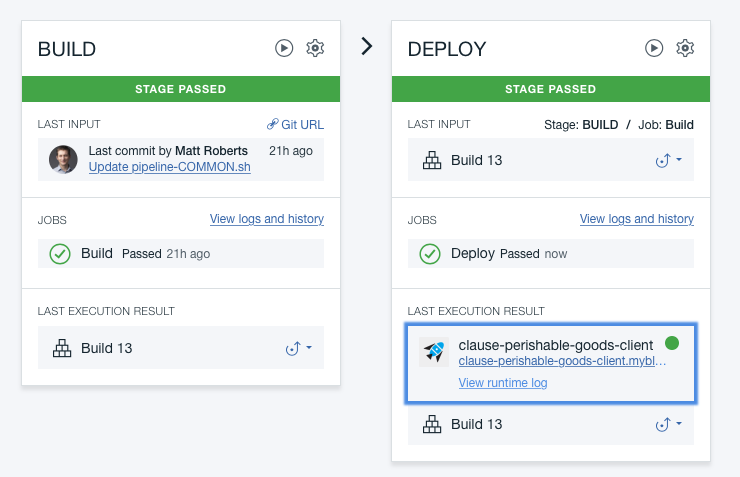 BUILD
STAGE PASSED
LAST INPUT
Git URL
Last commit by Matt Roberts 21h ago
Update pipeline-COMMON.sh
JOBS
View logs and history
Build Passed 21h ago
LAST EXECUTION RESULT
Build 13
DEPLOY
STAGE PASSED
LAST INPUT
Stage: BUILD / Job: Build
Build 13
JOBS
View logs and history
Deploy Passed now
LAST EXECUTION RESULT
clause-perishable-goods-client
clause-perishable-goods-client.mybl...
View runtime log
Build 13